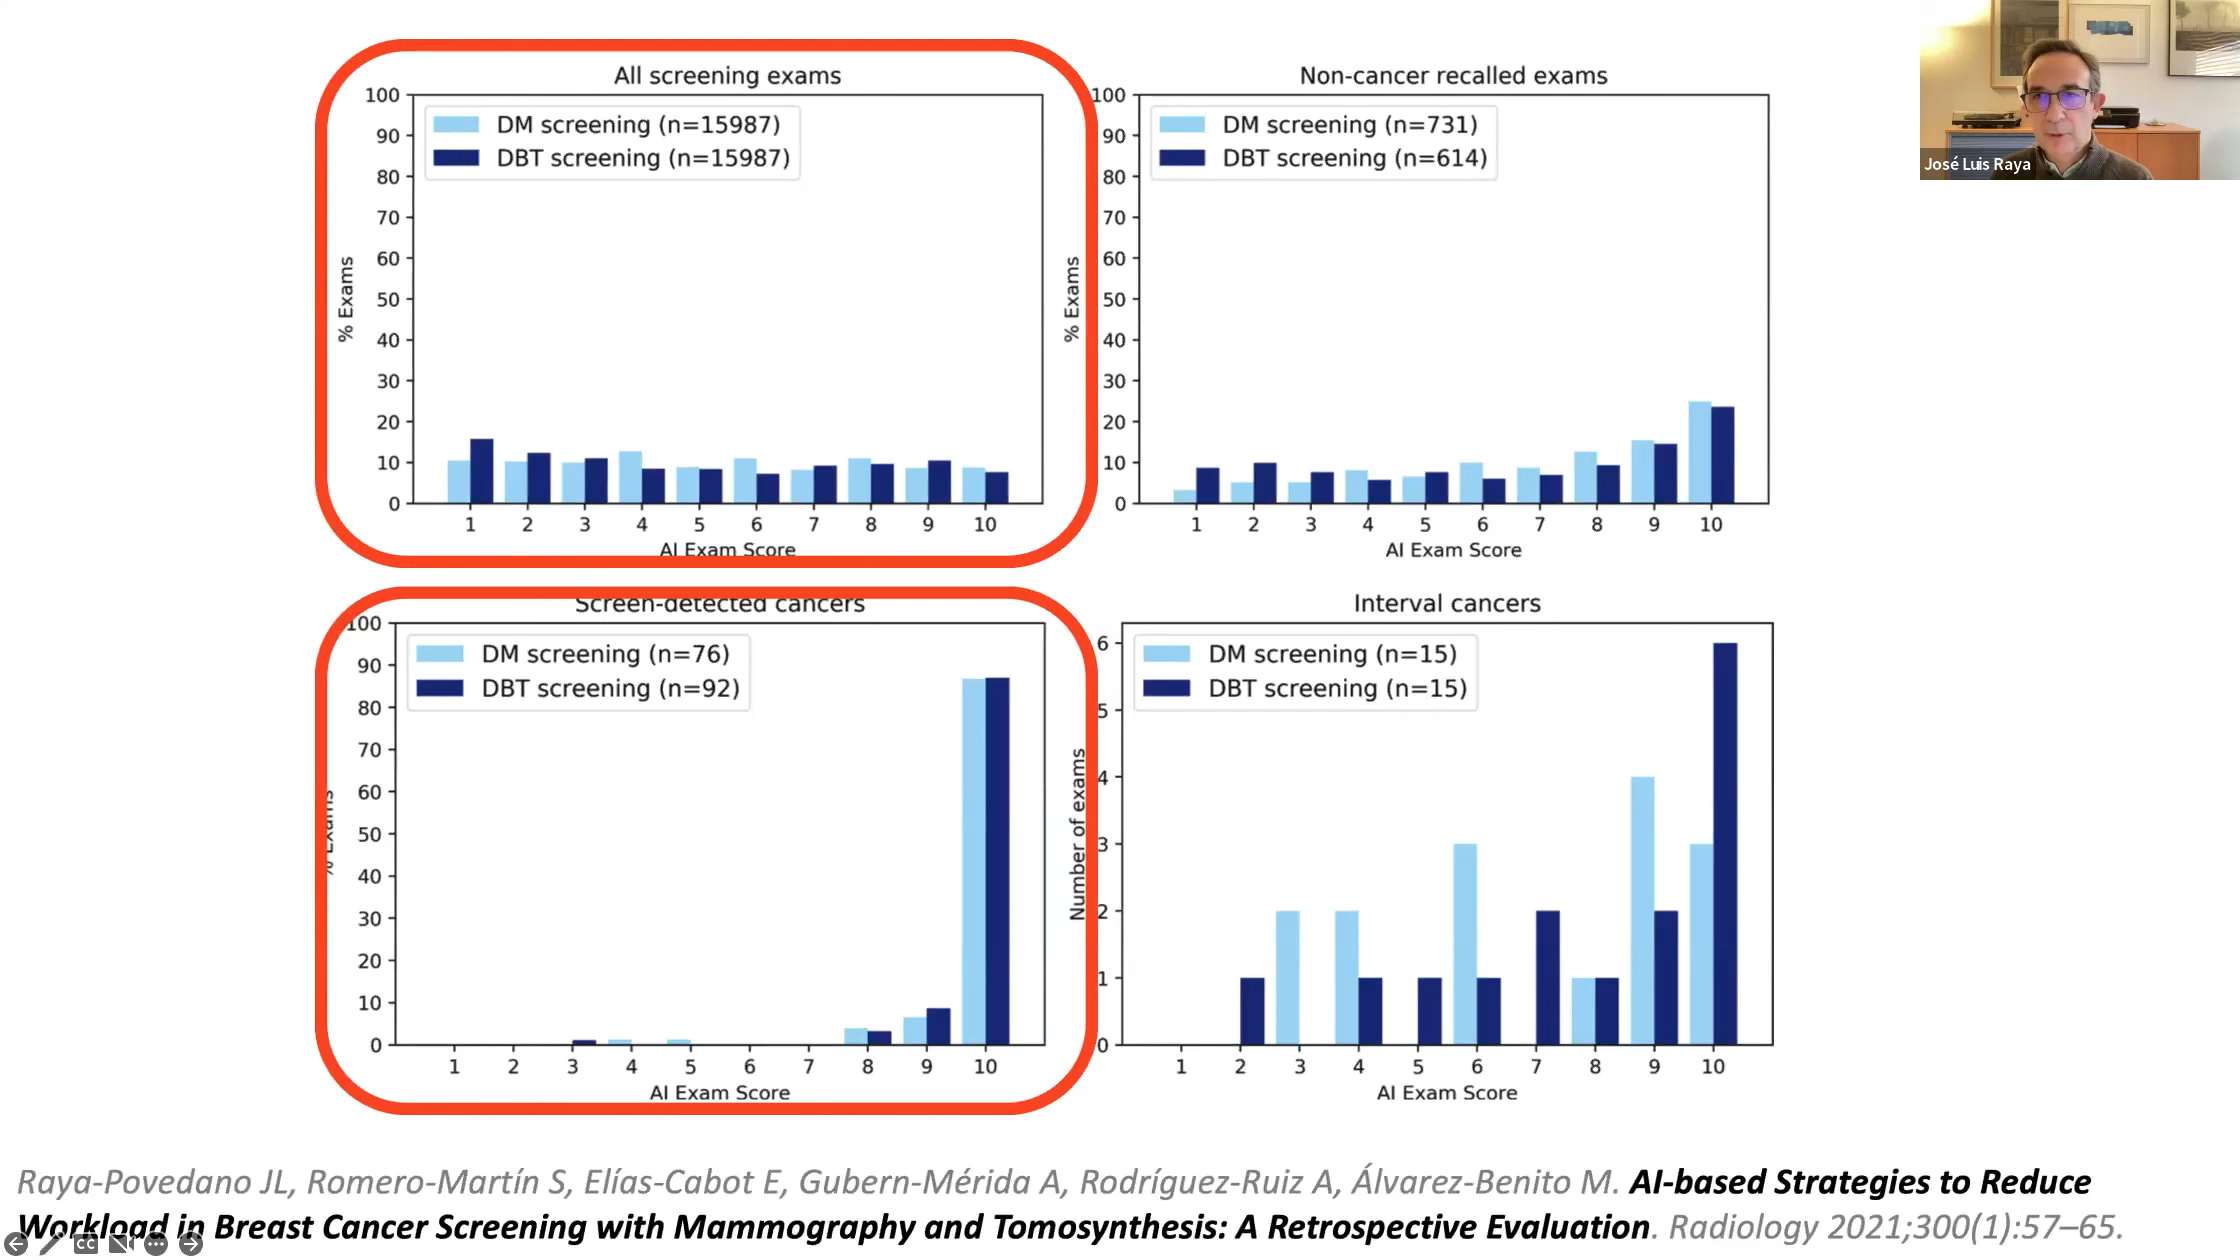 All screening exams
100
90
80
70
60
50
40
30
20
10
0
% Exams
DM screening (n=15987)
DBT screening (n=15987)
1 2 3 4 5 6 7 8 9 10
AI Exam Score
Non-cancer recalled exams
100
90
80
70
60
50
40
30
20
10
0
% Exams
DM screening (n=731)
DBT screening (n=614)
1 2 3 4 5 6 7 8 9 10
AI Exam Score
José Luis Raya
Screen-detected cancers
100
90
80
70
60
50
40
30
20
10
0
% Exams
DM screening (n=76)
DBT screening (n=92)
1 2 3 4 5 6 7 8 9 10
AI Exam Score
Interval cancers
6
5
4
3
2
1
0
Number of exams
DM screening (n=15)
DBT screening (n=15)
1 2 3 4 5 6 7 8 9 10
AI Exam Score
Raya-Povedano JL, Romero-Martín S, Elías-Cabot E, Gubern-Mérida A, Rodríguez-Ruiz A, Álvarez-Benito M. AI-based Strategies to Reduce
Workload in Breast Cancer Screening with Mammography and Tomosynthesis: A Retrospective Evaluation. Radiology 2021;300(1):57–65.
CC